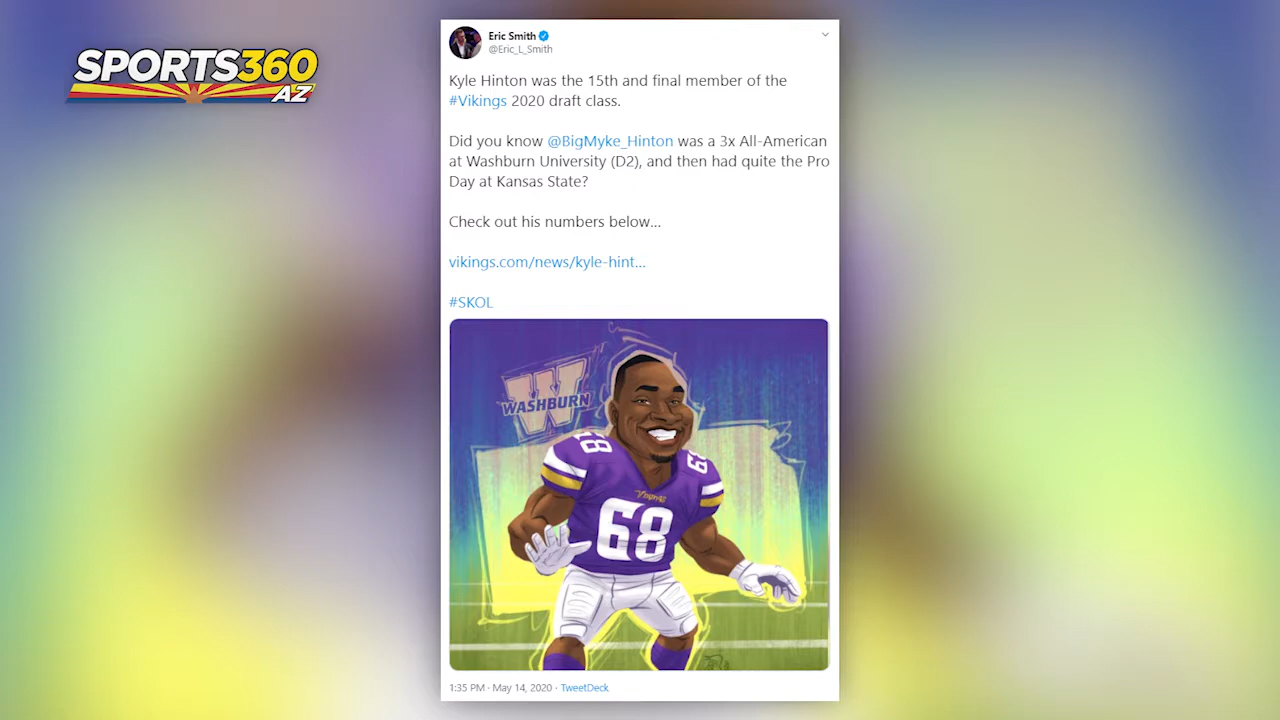 SPORTS360
AZ
Eric Smith
@Eric_L_Smith
Kyle Hinton was the 15th and final member of the
#Vikings 2020 draft class.
Did you know @BigMyke_Hinton was a 3x All-American
at Washburn University (D2), and then had quite the Pro
Day at Kansas State?
Check out his numbers below...
vikings.com/news/kyle-hint...
#SKOL
W
WASHBURN
68
68
VIKINGS
68
1:35 PM · May 14, 2020 · TweetDeck